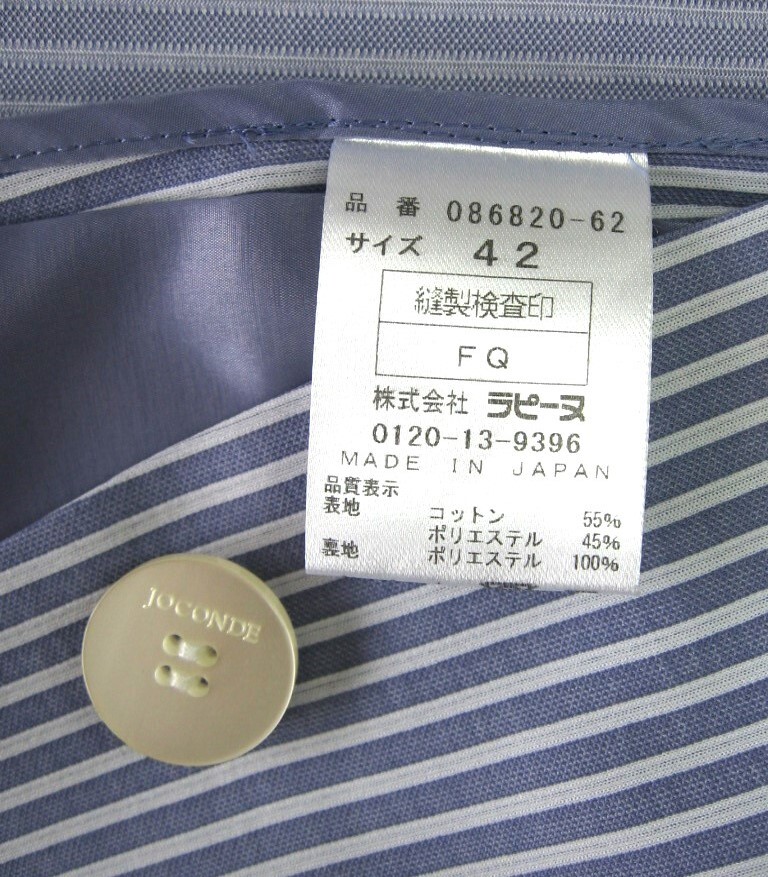 品番 086820-62
サイズ 42
縫製検査印
FQ
株式会社 ラピーヌ
0120-13-9396
MADE IN JAPAN
品質表示
表地 コットン 55%
ポリエステル 45%
裏地 ポリエステル 100%
JOCONDE